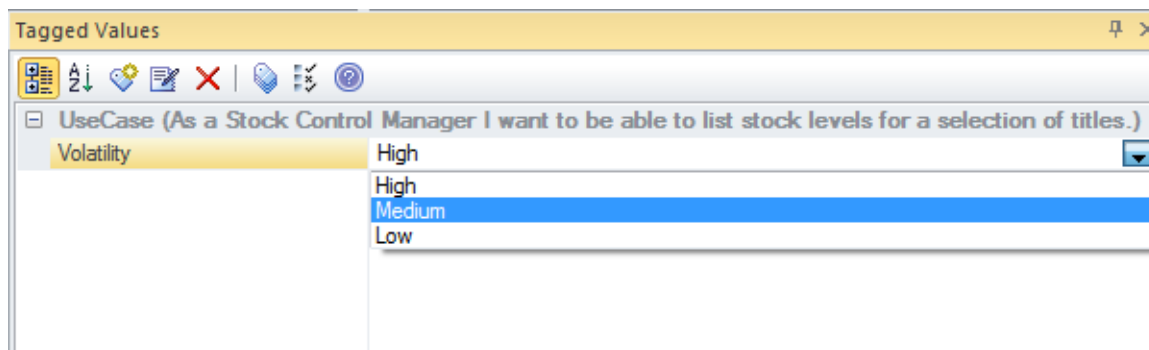 Tagged Values
UseCase (As a Stock Control Manager I want to be able to list stock levels for a selection of titles.)
Volatility High
High
Medium
Low